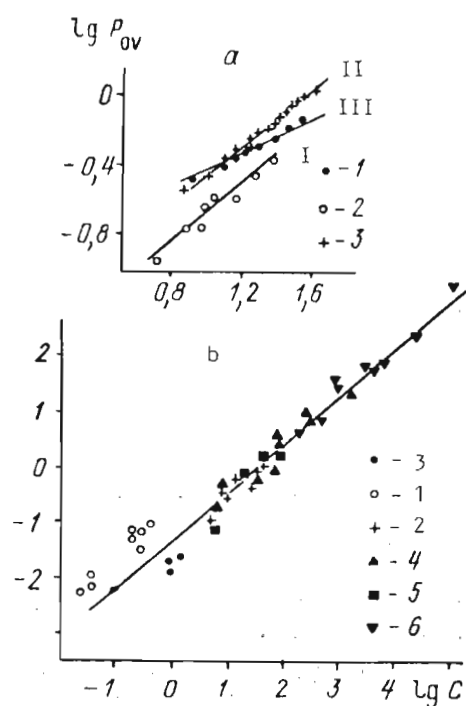 lg Pav
a
II
III
I
0
-0,4
-0,8
● - 1
○ - 2
+ - 3
0,8 1,2 1,6
b
2
1
0
-1
-2
● - 3
○ - 1
+ - 2
▲ - 4
■ - 5
▼ - 6
-1 0 1 2 3 4 lg C